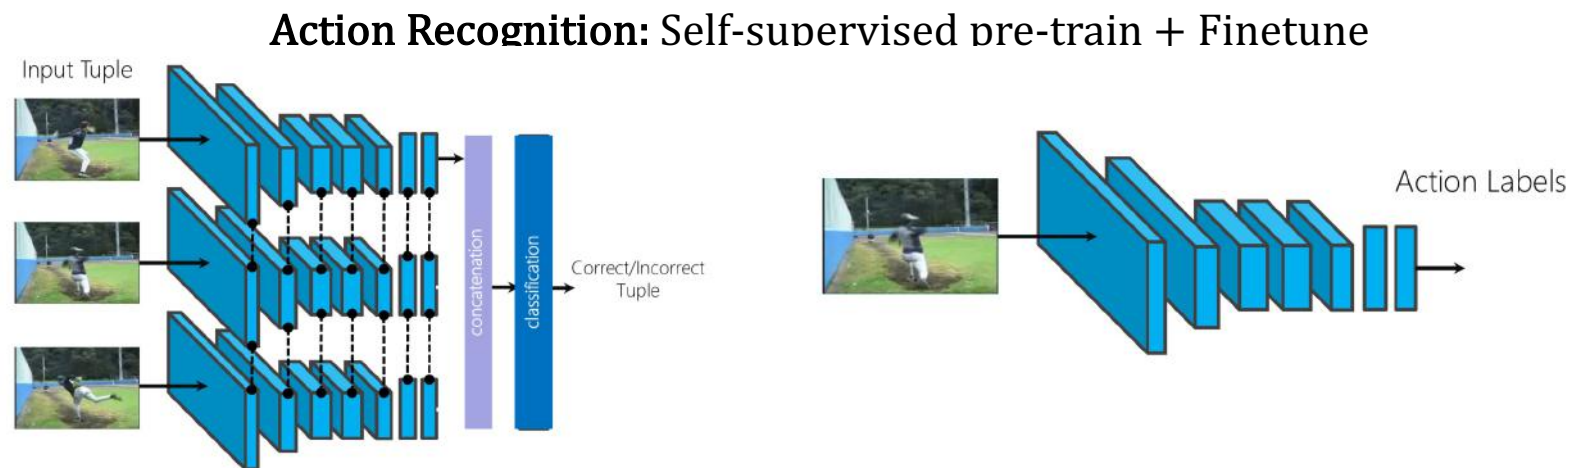 Action Recognition: Self-supervised pre-train + Finetune
Input Tuple
concatenation
classification
Correct/Incorrect
Tuple
Action Labels